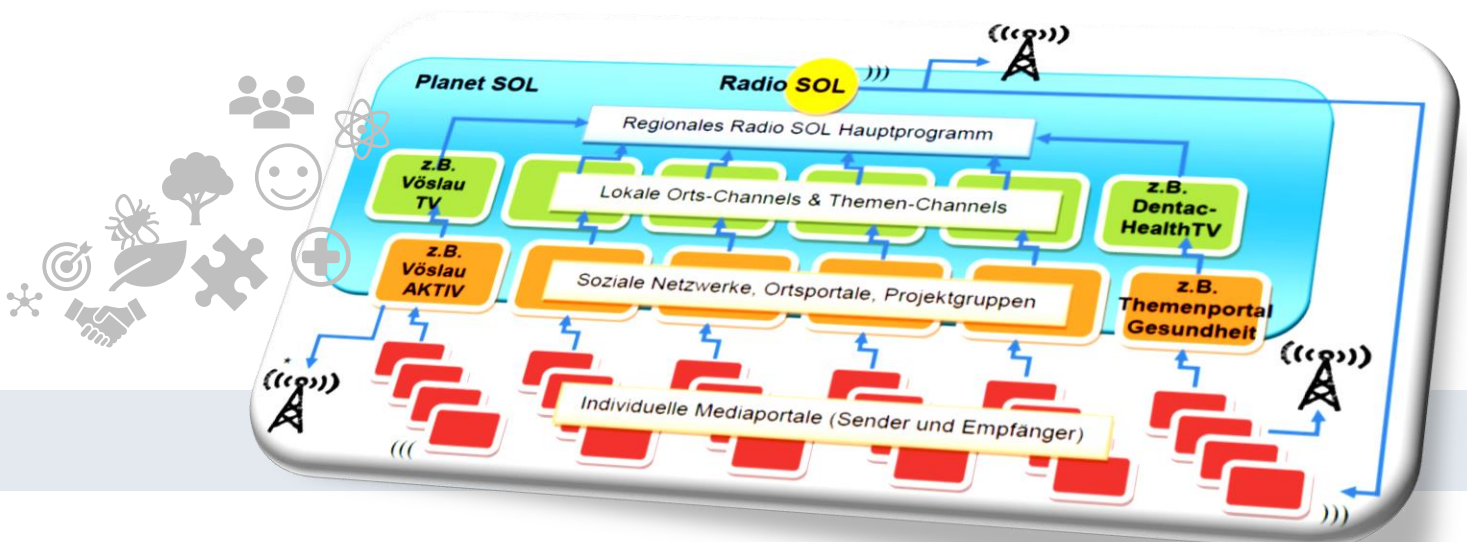 Planet SOL
Radio SOL
Regionales Radio SOL Hauptprogramm
z.B.
Vöslau
TV
Lokale Orts-Channels & Themen-Channels
z.B.
Dentac-
HealthTV
z.B.
Vöslau
AKTIV
Soziale Netzwerke, Ortsportale, Projektgruppen
z.B.
Themenportal
Gesundheit
Individuelle Mediaportale (Sender und Empfänger)